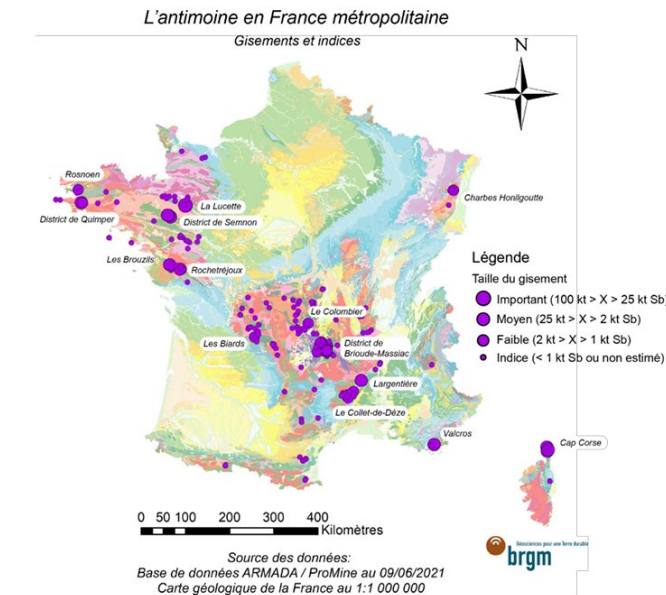 L'antimoine en France métropolitaine
Gisements et indices
N
Rosnoen
La Lucette
Charbes Honilgoutte
District de Quimper
District de Semnon
Les Brouzils
Rochetréjoux
Légende
Taille du gisement
Important (100 kt > X > 25 kt Sb)
Moyen (25 kt > X > 2 kt Sb)
Faible (2 kt > X > 1 kt Sb)
Indice (< 1 kt Sb ou non estimé)
Le Colombier
Les Biards
District de
Brioude-Massiac
Largentière
Le Collet-de-Dèze
Valcros
Cap Corse
0 50 100 200 300 400
Kilomètres
Géosciences pour une Terre durable
brgm
Source des données:
Base de données ARMADA / ProMine au 09/06/2021
Carte géologique de la France au 1:1 000 000